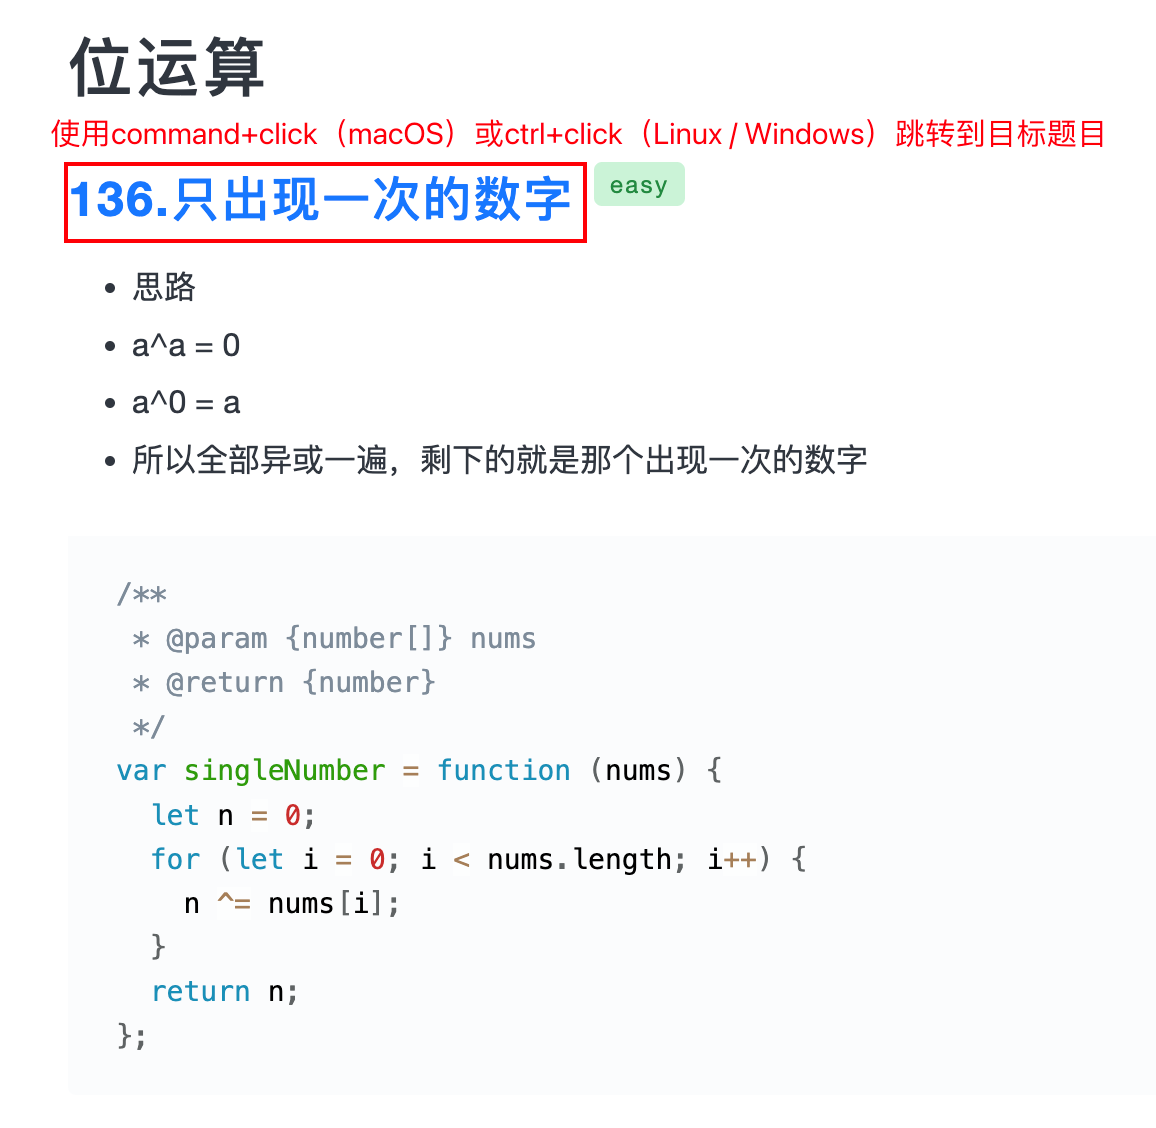 位运算
使用command+click（macOS）或ctrl+click（Linux / Windows）跳转到目标题目
136.只出现一次的数字 easy
• 思路
• a^a = 0
• a^0 = a
• 所以全部异或一遍，剩下的就是那个出现一次的数字
/**
 * @param {number[]} nums
 * @return {number}
 */
var singleNumber = function (nums) {
  let n = 0;
  for (let i = 0; i < nums.length; i++) {
    n ^= nums[i];
  }
  return n;
};